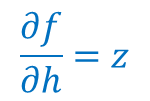 ∂f/∂h = z